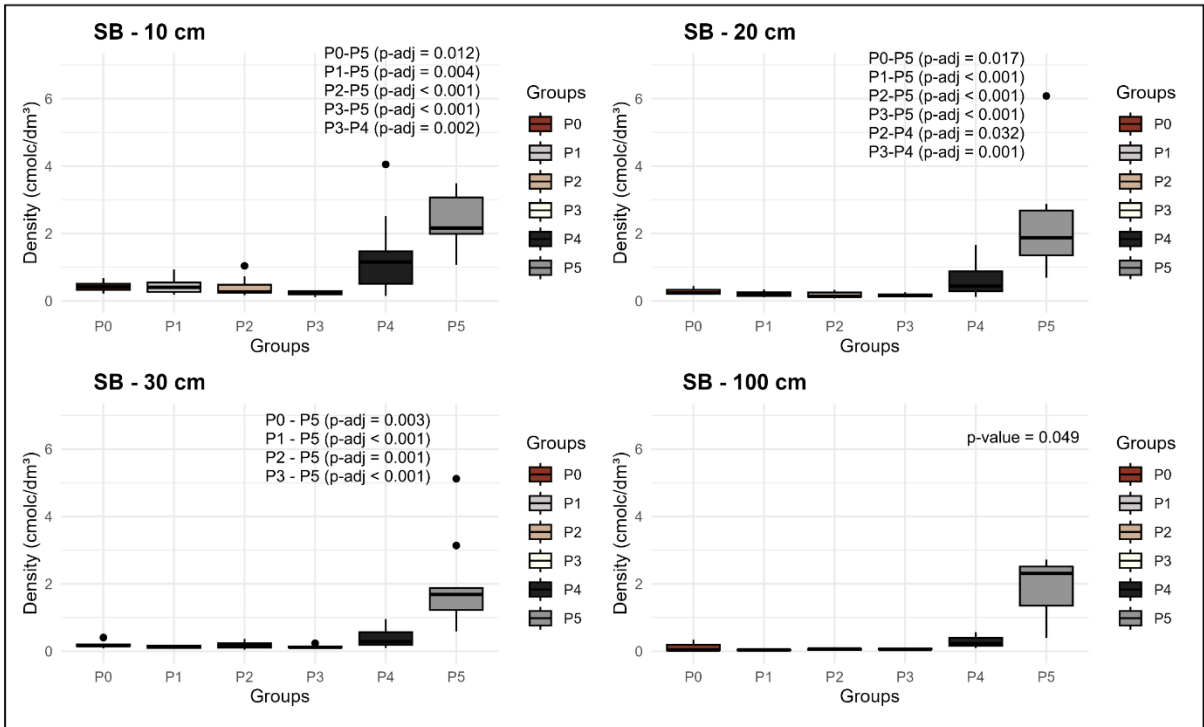 SB - 10 cm
P0-P5 (p-adj = 0.012)
P1-P5 (p-adj = 0.004)
P2-P5 (p-adj < 0.001)
P3-P5 (p-adj < 0.001)
P3-P4 (p-adj = 0.002)
Density (cmolc/dm³)
6
4
2
0
P0 P1 P2 P3 P4 P5
Groups
Groups
P0
P1
P2
P3
P4
P5
SB - 20 cm
P0-P5 (p-adj = 0.017)
P1-P5 (p-adj < 0.001)
P2-P5 (p-adj < 0.001)
P3-P5 (p-adj < 0.001)
P2-P4 (p-adj = 0.032)
P3-P4 (p-adj = 0.001)
Density (cmolc/dm³)
6
4
2
0
P0 P1 P2 P3 P4 P5
Groups
Groups
P0
P1
P2
P3
P4
P5
SB - 30 cm
P0 - P5 (p-adj = 0.003)
P1 - P5 (p-adj < 0.001)
P2 - P5 (p-adj = 0.001)
P3 - P5 (p-adj < 0.001)
Density (cmolc/dm³)
6
4
2
0
P0 P1 P2 P3 P4 P5
Groups
Groups
P0
P1
P2
P3
P4
P5
SB - 100 cm
p-value = 0.049
Density (cmolc/dm³)
6
4
2
0
P0 P1 P2 P3 P4 P5
Groups
Groups
P0
P1
P2
P3
P4
P5